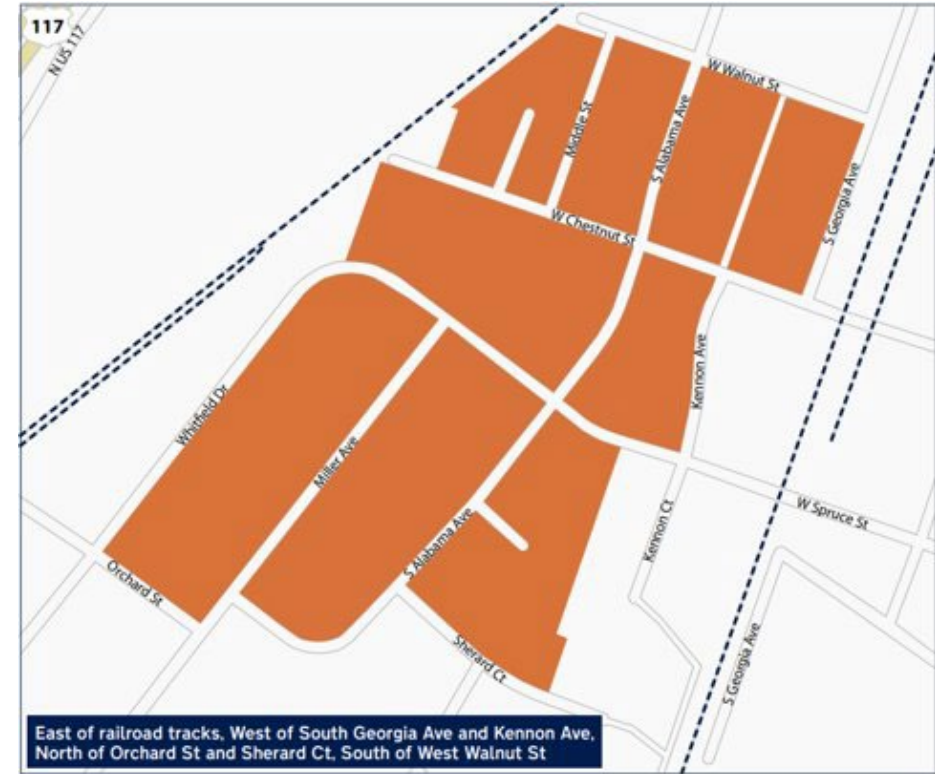 117
N US 117
W Walnut St
Middle St
S Alabama Ave
S Georgia Ave
W Chestnut St
Kennon Ave
Whitfield Dr
Miller Ave
S Alabama Ave
W Spruce St
Kennon Ct
Orchard St
Sherard Ct
S Georgia Ave
East of railroad tracks, West of South Georgia Ave and Kennon Ave,
North of Orchard St and Sherard Ct, South of West Walnut St